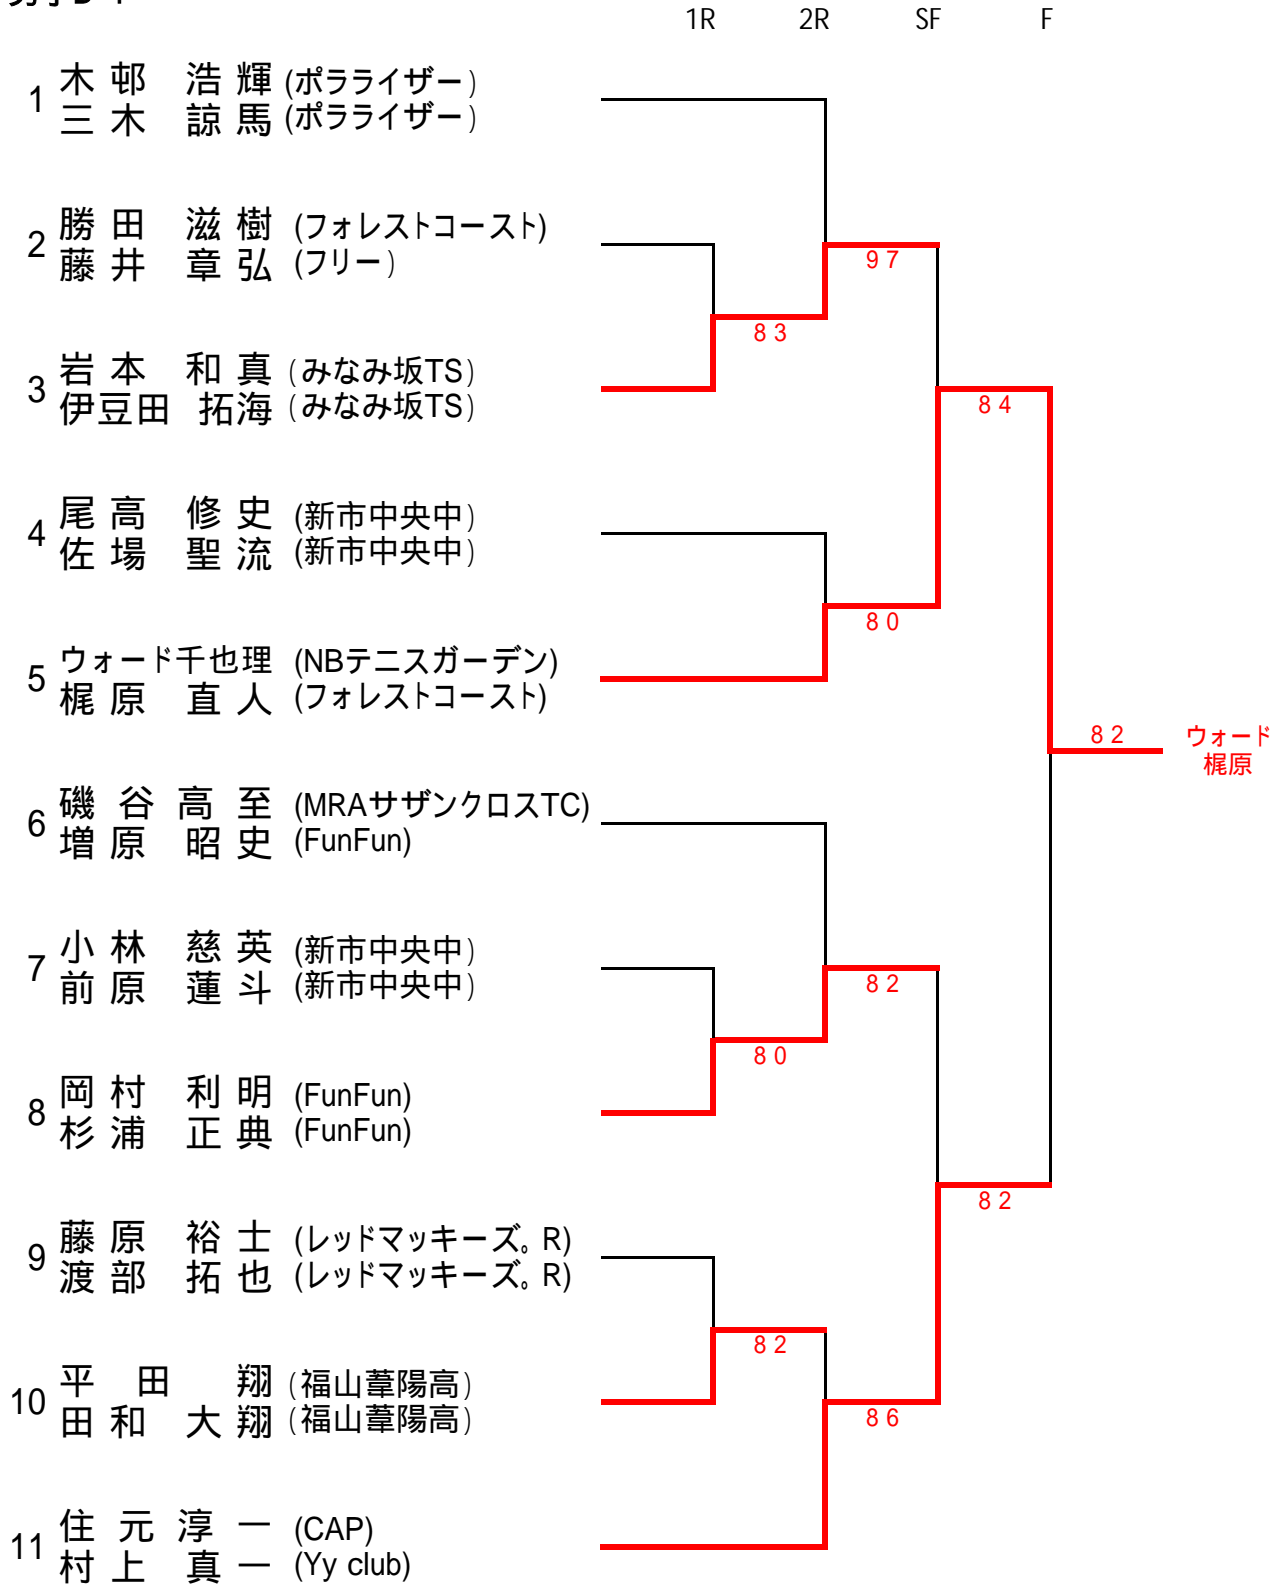 1R 2R SF F
1 木邨 浩輝 (ポラライザー)
三木 諒馬 (ポラライザー)
2 勝田 滋樹 (フォレストコースト)
藤井 章弘 (フリー)
97
83
3 岩本 和真 (みなみ坂TS)
伊豆田 拓海 (みなみ坂TS)
84
4 尾高 修史 (新市中央中)
佐場 聖流 (新市中央中)
80
5 ウォード千也理 (NBテニスガーデン)
梶原 直人 (フォレストコースト)
82 ウォード
梶原
6 磯谷高至 (MRAサザンクロスTC)
増原 昭史 (FunFun)
7 小林 慈英 (新市中央中)
前原 蓮斗 (新市中央中)
82
80
8 岡村 利明 (FunFun)
杉浦 正典 (FunFun)
82
9 藤原 裕士 (レッドマッキーズ。R)
渡部 拓也 (レッドマッキーズ。R)
82
10 平田 翔 (福山葦陽高)
田和 大翔 (福山葦陽高)
86
11 住元淳一 (CAP)
村上 真一 (Yy club)